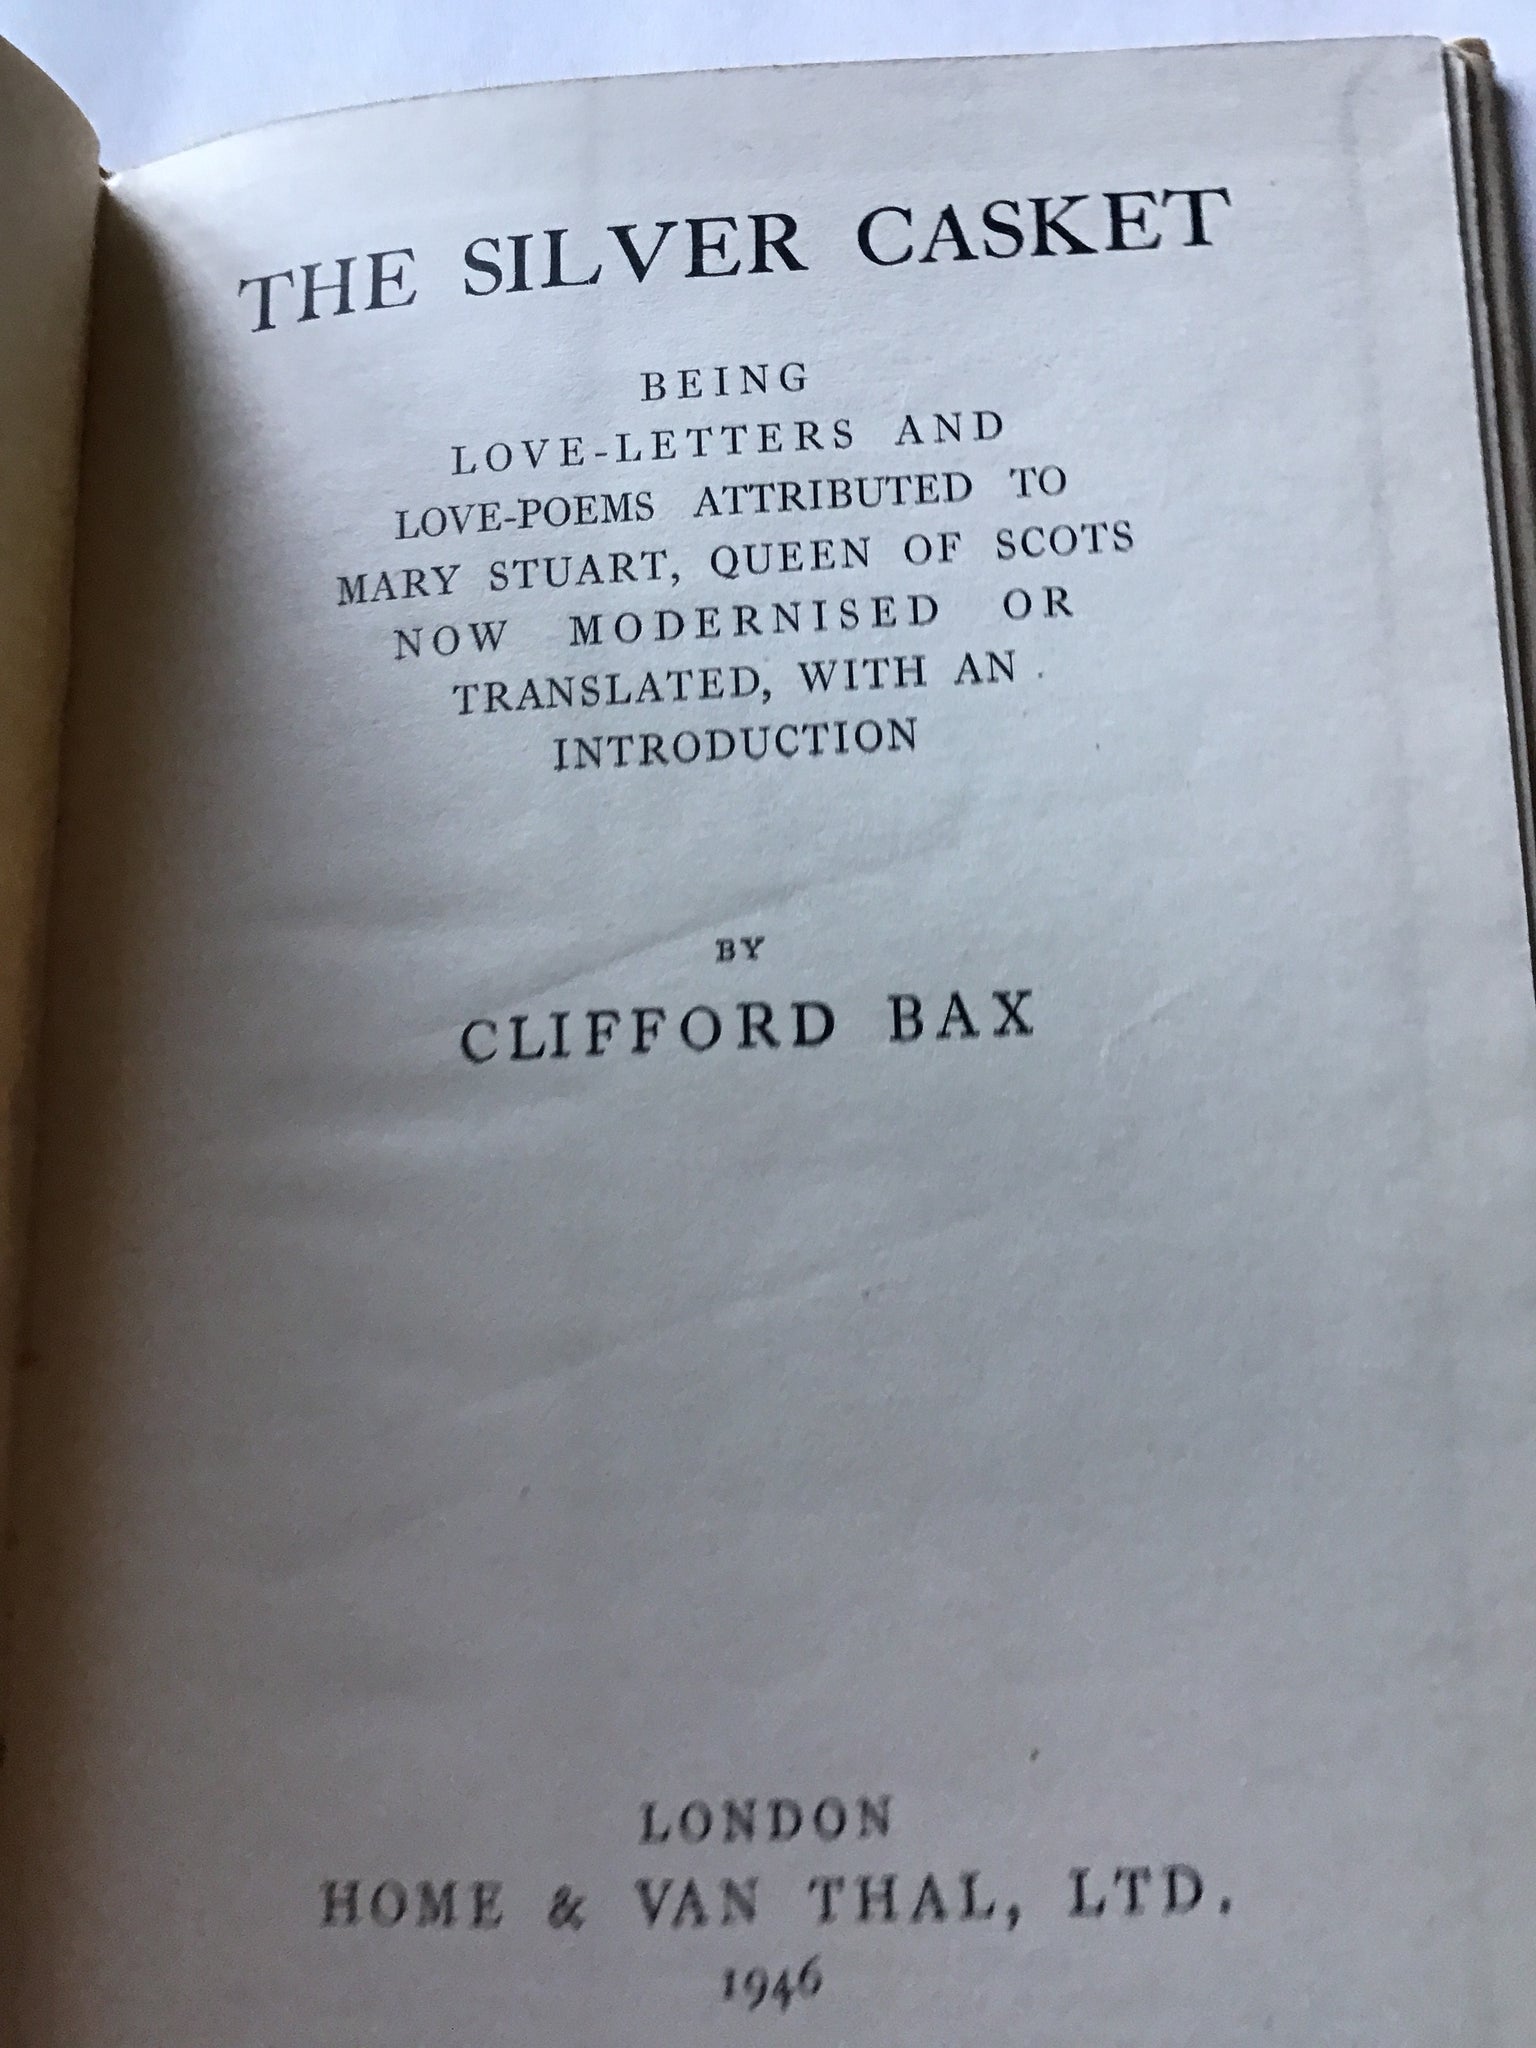 THE SILVER CASKET
BEING
LOVE-LETTERS AND
LOVE-POEMS ATTRIBUTED TO
MARY STUART, QUEEN OF SCOTS
NOW MODERNISED OR
TRANSLATED, WITH AN
INTRODUCTION
BY
CLIFFORD BAX
LONDON
HOME & VAN THAL, LTD.
1946